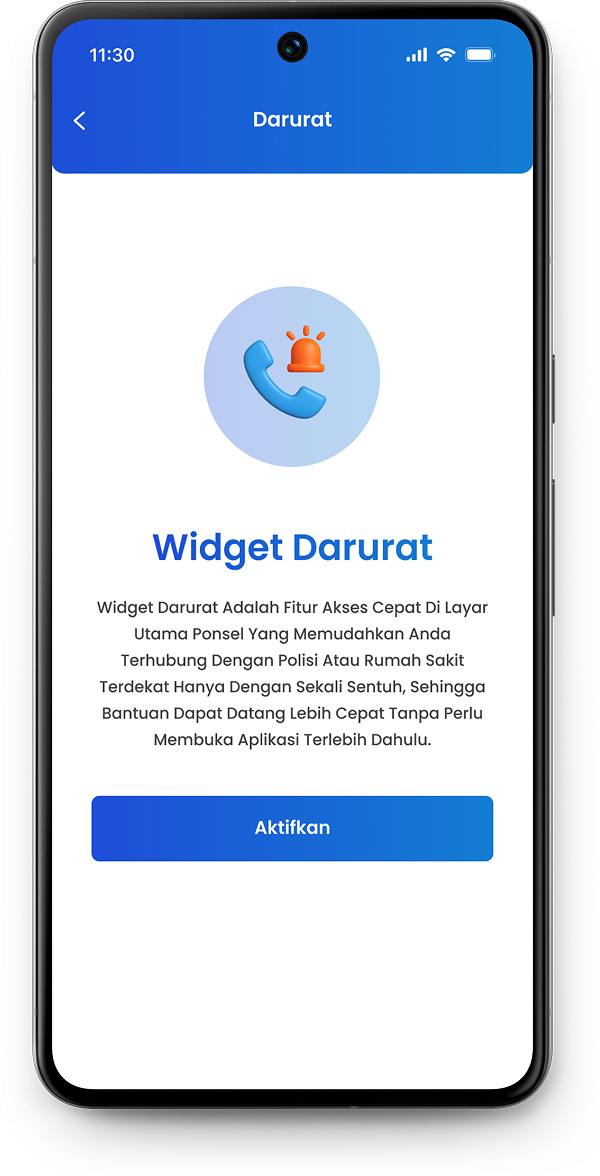 11:30
Darurat
Widget Darurat
Widget Darurat Adalah Fitur Akses Cepat Di Layar
Utama Ponsel Yang Memudahkan Anda
Terhubung Dengan Polisi Atau Rumah Sakit
Terdekat Hanya Dengan Sekali Sentuh, Sehingga
Bantuan Dapat Datang Lebih Cepat Tanpa Perlu
Membuka Aplikasi Terlebih Dahulu.
Aktifkan